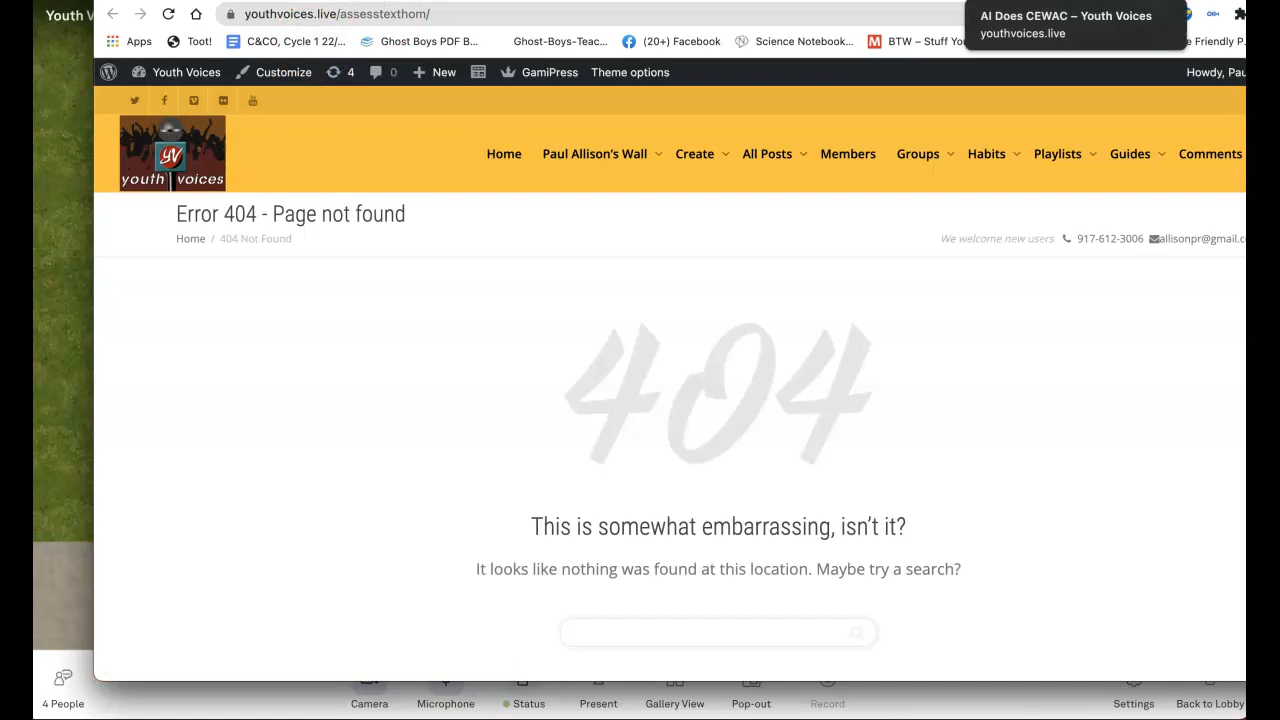 Youth V
youthvoices.live/assesstexthom/
AI Does CEWAC – Youth Voices
youthvoices.live
Apps
Toot!
C&CO, Cycle 1 22/...
Ghost Boys PDF B...
Ghost-Boys-Teac...
(20+) Facebook
Science Notebook...
BTW – Stuff Yo
e Friendly P
Youth Voices
Customize
4
0
New
GamiPress
Theme options
Howdy, Pau
youth voices
YV
Home
Paul Allison's Wall
Create
All Posts
Members
Groups
Habits
Playlists
Guides
Comments
Error 404 - Page not found
Home / 404 Not Found
We welcome new users
917-612-3006
allisonpr@gmail.c
404
This is somewhat embarrassing, isn't it?
It looks like nothing was found at this location. Maybe try a search?
4 People
Camera
Microphone
Status
Present
Gallery View
Pop-out
Record
Settings
Back to Lobby